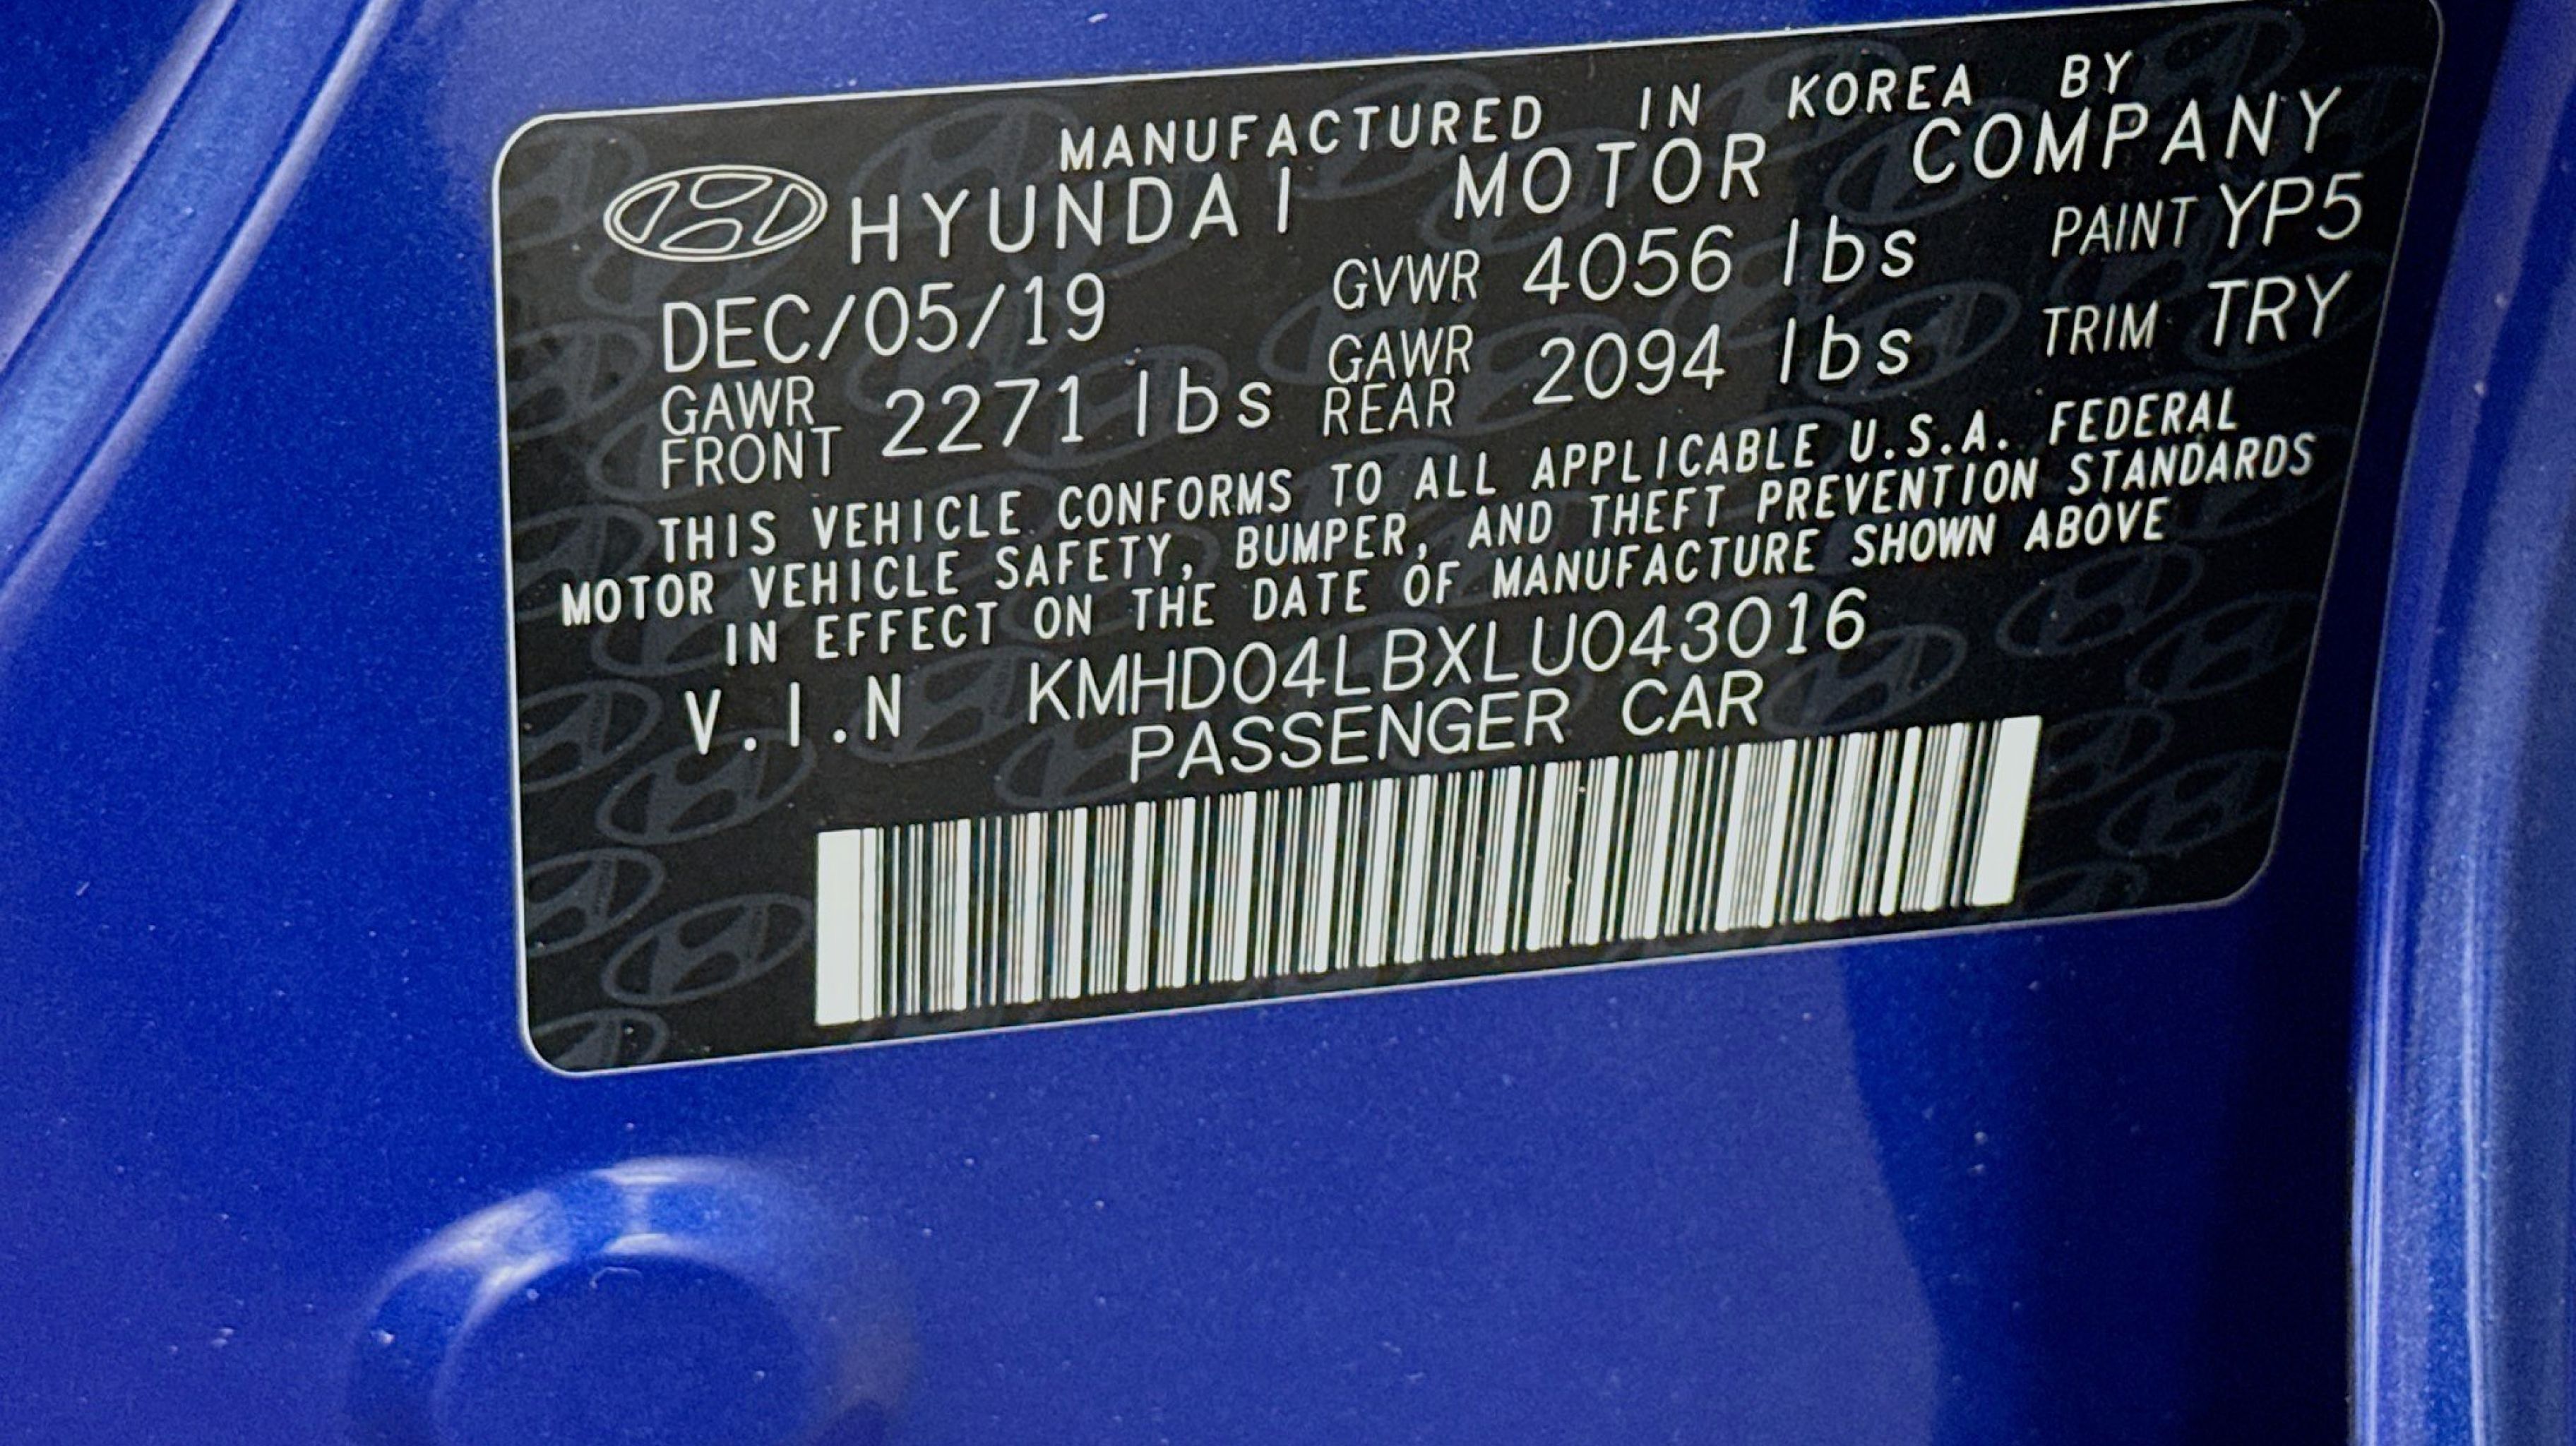 MANUFACTURED IN KOREA BY
HYUNDAI MOTOR COMPANY
DEC/05/19 GVWR 4056 lbs PAINT YP5
GAWR FRONT 2271 lbs GAWR REAR 2094 lbs TRIM TRY
THIS VEHICLE CONFORMS TO ALL APPLICABLE U.S.A. FEDERAL
MOTOR VEHICLE SAFETY, BUMPER, AND THEFT PREVENTION STANDARDS
IN EFFECT ON THE DATE OF MANUFACTURE SHOWN ABOVE
V.I.N KMHD04LBXLU043016
PASSENGER CAR